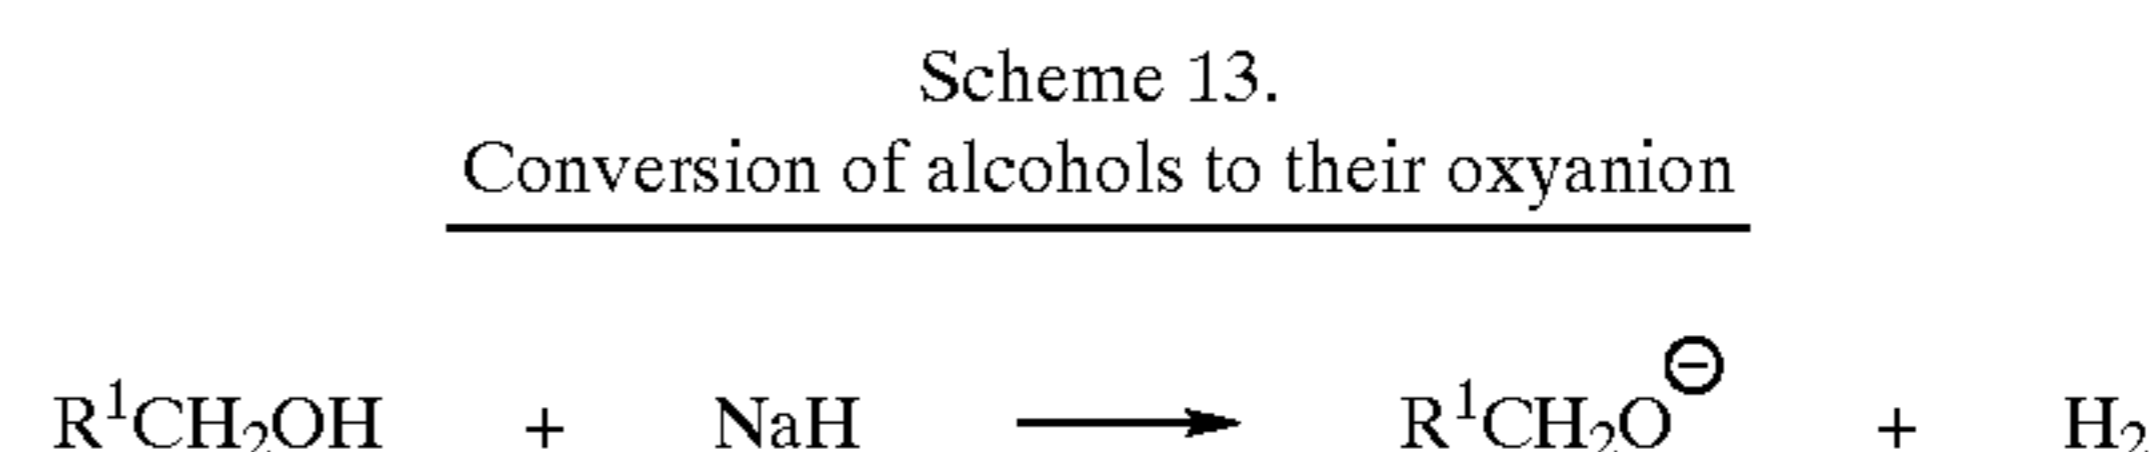 Scheme 13.
Conversion of alcohols to their oxyanion
R¹CH₂OH + NaH ⟶ R¹CH₂O⊖ + H₂